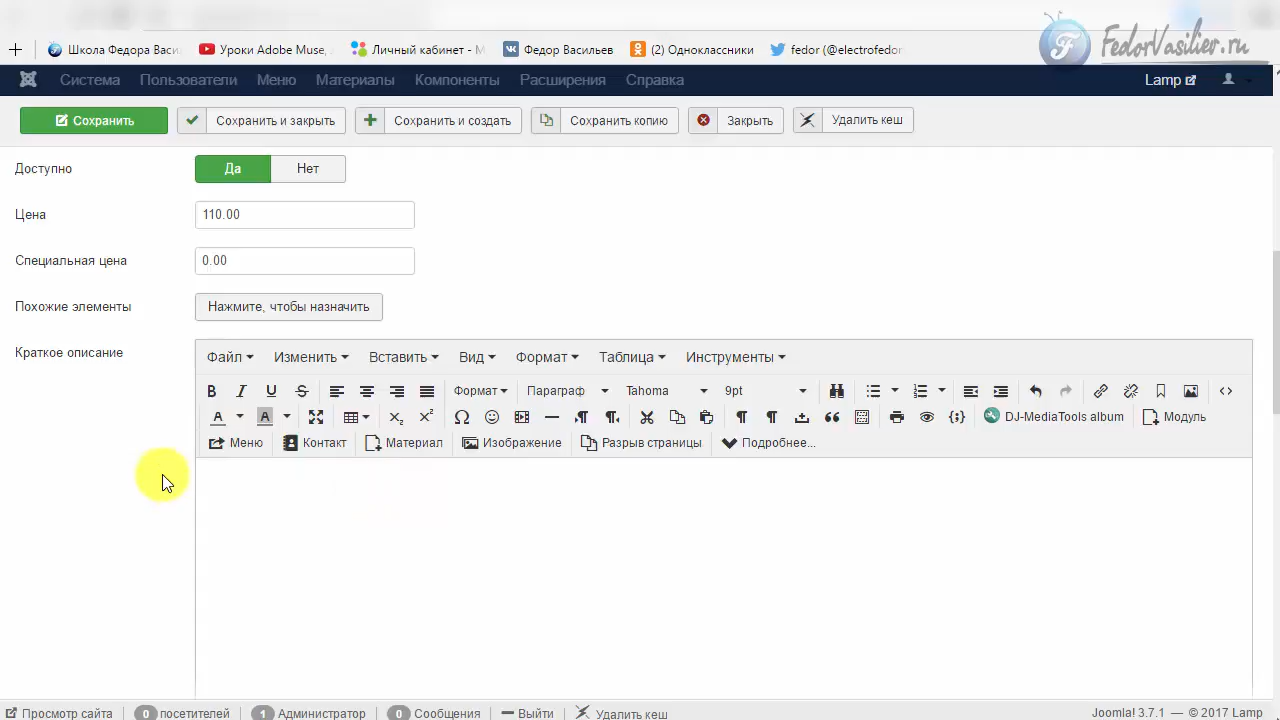 Школа Федора Васи Уроки Adobe Muse, Личный кабинет - М Федор Васильев (2) Одноклассники fedor (@electrofedor
FedorVasiliev.ru
Система Пользователи Меню Материалы Компоненты Расширения Справка Lamp
Сохранить Сохранить и закрыть Сохранить и создать Сохранить копию Закрыть Удалить кеш
Доступно Да Нет
Цена 110.00
Специальная цена 0.00
Похожие элементы Нажмите, чтобы назначить
Краткое описание Файл Изменить Вставить Вид Формат Таблица Инструменты
B I U S Формат Параграф Tahoma 9pt
A A DJ-MediaTools album Модуль
Меню Контакт Материал Изображение Разрыв страницы Подробнее...
Просмотр сайта 0 посетителей 1 Администратор 0 Сообщения Выйти Удалить кеш Joomla! 3.7.1 — © 2017 Lamp